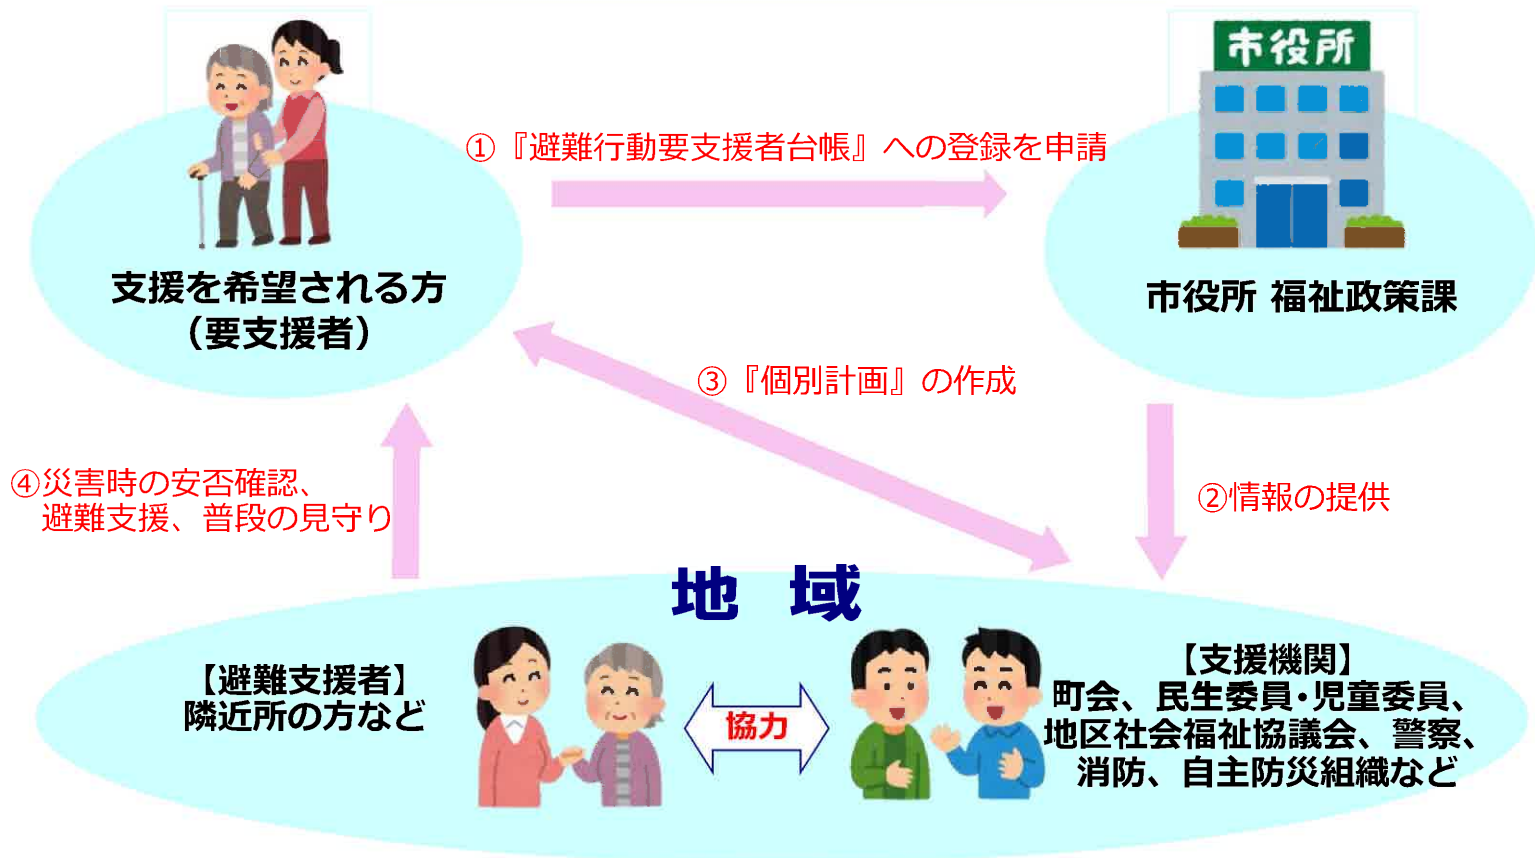 市役所
①『避難行動要支援者台帳』への登録を申請
支援を希望される方
（要支援者）
市役所 福祉政策課
③『個別計画』の作成
④災害時の安否確認、
避難支援、普段の見守り
②情報の提供
地 域
【避難支援者】
隣近所の方など
協力
【支援機関】
町会、民生委員・児童委員、
地区社会福祉協議会、警察、
消防、自主防災組織など